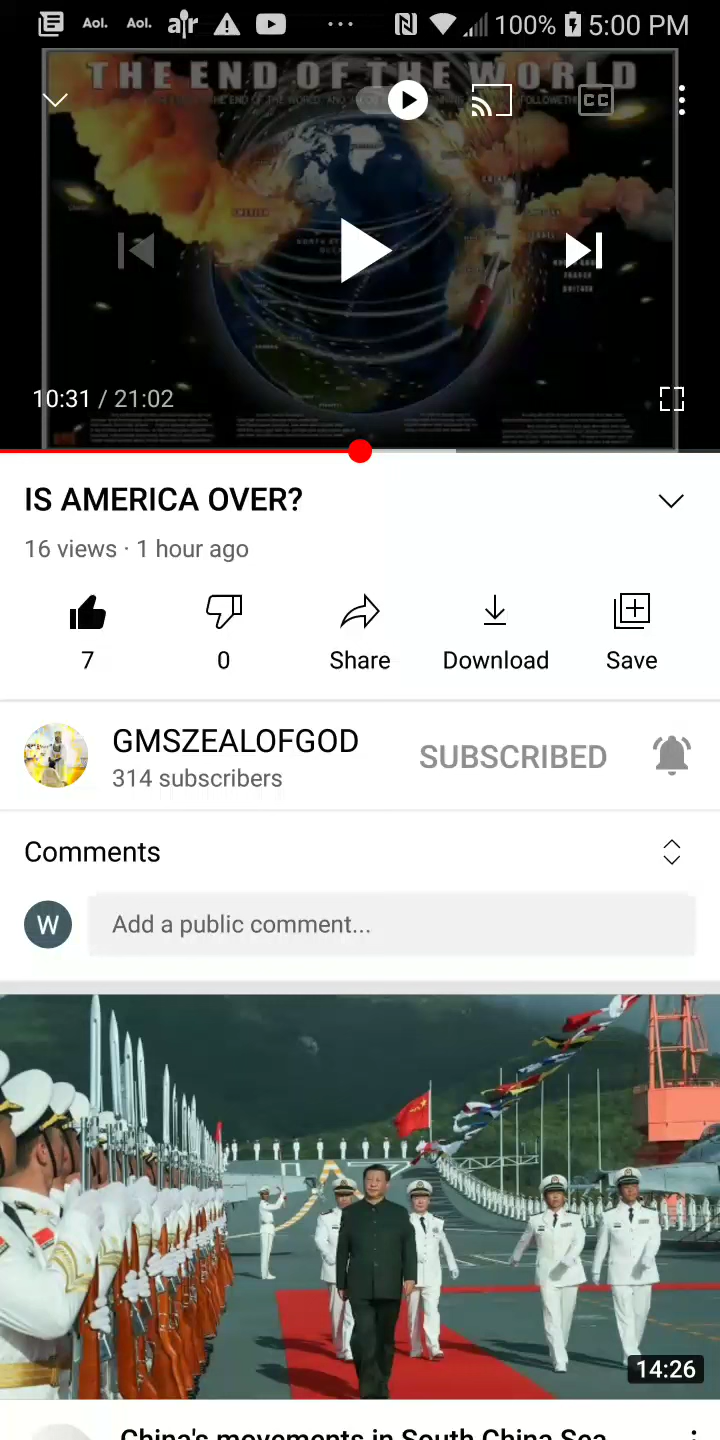 Aol. Aol. aır 100% 5:00 PM
THE END OF THE WORLD
CC
10:31 / 21:02
IS AMERICA OVER?
16 views · 1 hour ago
7 0 Share Download Save
GMSZEALOFGOD
314 subscribers
SUBSCRIBED
Comments
W
Add a public comment...
14:26
China's movements in South China Sea